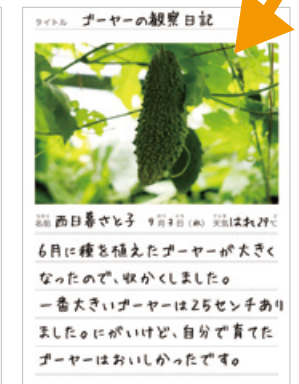 タイトル ゴーヤーの観察日記
名前 西日暮さと子 9月3日(水) 天気 はれ 29℃
6月に種を植えたゴーヤーが大きく
なったので、収かくしました。
一番大きいゴーヤーは25センチあり
ました。にがいけど、自分で育てた
ゴーヤーはおいしかったです。